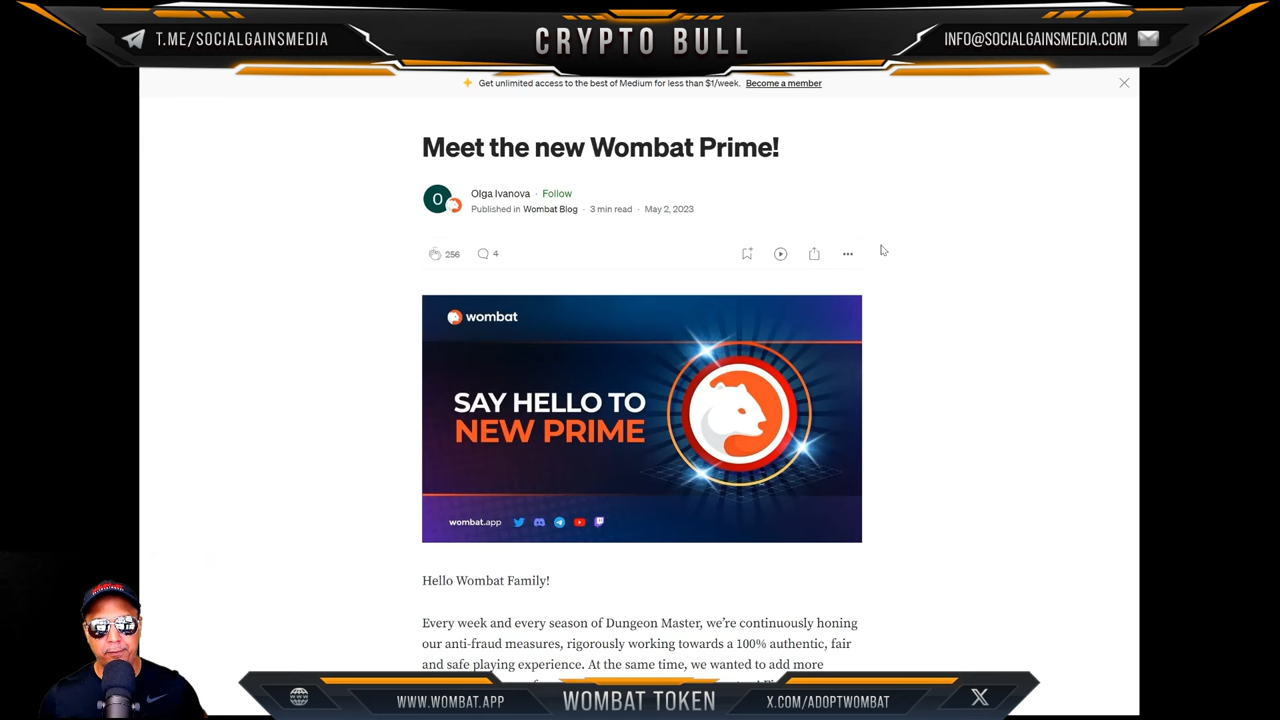 T.ME/SOCIALGAINSMEDIA
CRYPTO BULL
INFO@SOCIALGAINSMEDIA.COM
Get unlimited access to the best of Medium for less than $1/week. Become a member
Meet the new Wombat Prime!
O
Olga Ivanova · Follow
Published in Wombat Blog · 3 min read · May 2, 2023
256
4
wombat
SAY HELLO TO
NEW PRIME
wombat.app
Hello Wombat Family!
Every week and every season of Dungeon Master, we're continuously honing
our anti-fraud measures, rigorously working towards a 100% authentic, fair
and safe playing experience. At the same time, we wanted to add more
WWW.WOMBAT.APP
WOMBAT TOKEN
X.COM/ADOPTWOMBAT